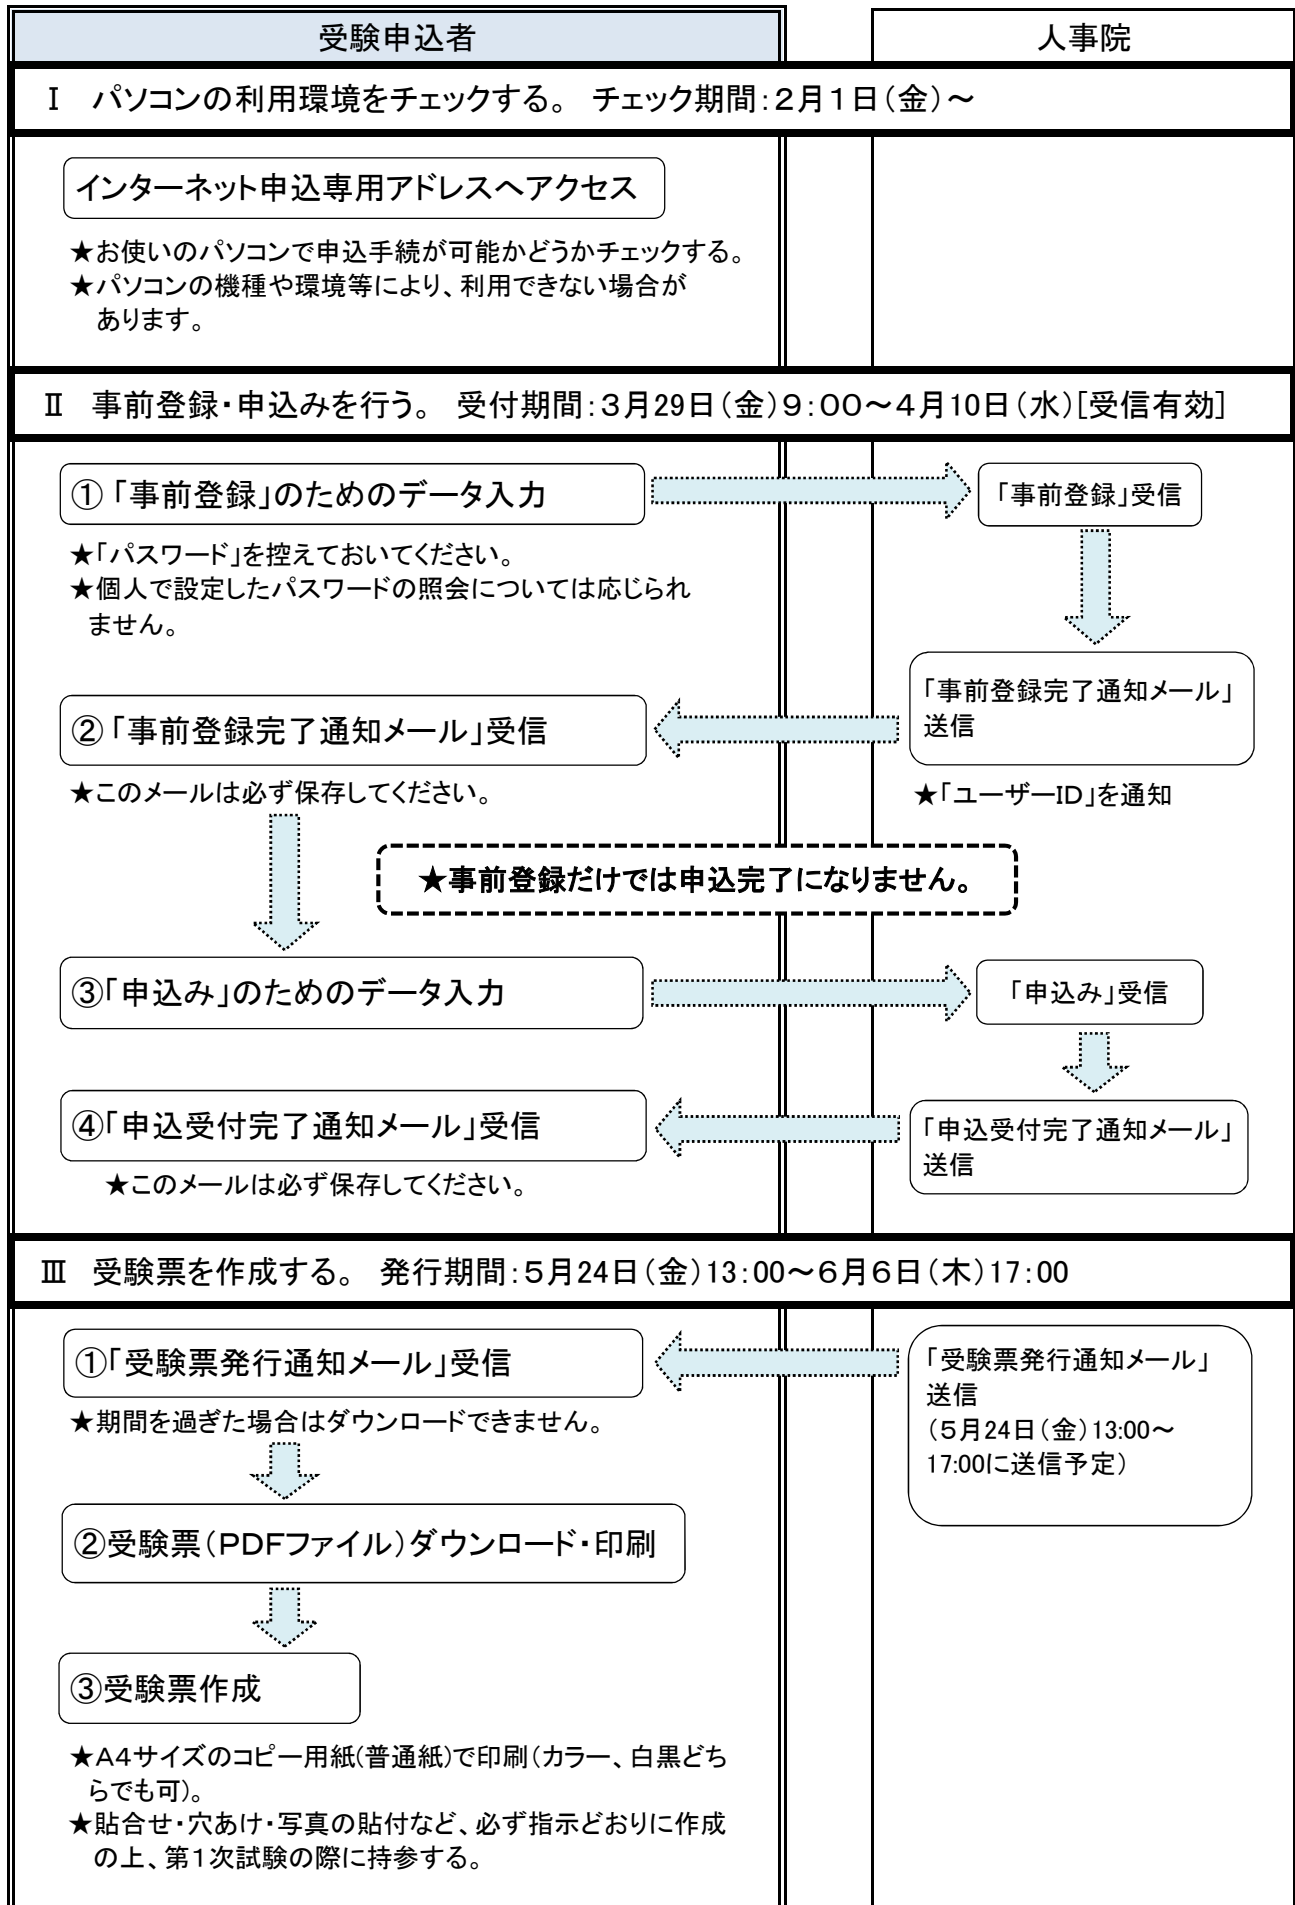 受験申込者
人事院
Ⅰ　パソコンの利用環境をチェックする。　チェック期間：２月１日（金）～
インターネット申込専用アドレスへアクセス
★お使いのパソコンで申込手続が可能かどうかチェックする。
★パソコンの機種や環境等により、利用できない場合が
あります。
Ⅱ　事前登録・申込みを行う。　受付期間：３月29日（金）９：００～４月10日（水）［受信有効］
①「事前登録」のためのデータ入力
「事前登録」受信
★「パスワード」を控えておいてください。
★個人で設定したパスワードの照会については応じられ
ません。
「事前登録完了通知メール」
送信
②「事前登録完了通知メール」受信
★このメールは必ず保存してください。
★「ユーザーID」を通知
★事前登録だけでは申込完了になりません。
③「申込み」のためのデータ入力
「申込み」受信
④「申込受付完了通知メール」受信
「申込受付完了通知メール」
送信
★このメールは必ず保存してください。
Ⅲ　受験票を作成する。　発行期間：５月24日（金）13：00～６月６日（木）17：00
①「受験票発行通知メール」受信
「受験票発行通知メール」
送信
（５月24日（金）13:00～
17:00に送信予定）
★期間を過ぎた場合はダウンロードできません。
②受験票（ＰＤＦファイル）ダウンロード・印刷
③受験票作成
★Ａ４サイズのコピー用紙(普通紙)で印刷（カラー、白黒どち
らでも可）。
★貼合せ・穴あけ・写真の貼付など、必ず指示どおりに作成
の上、第１次試験の際に持参する。